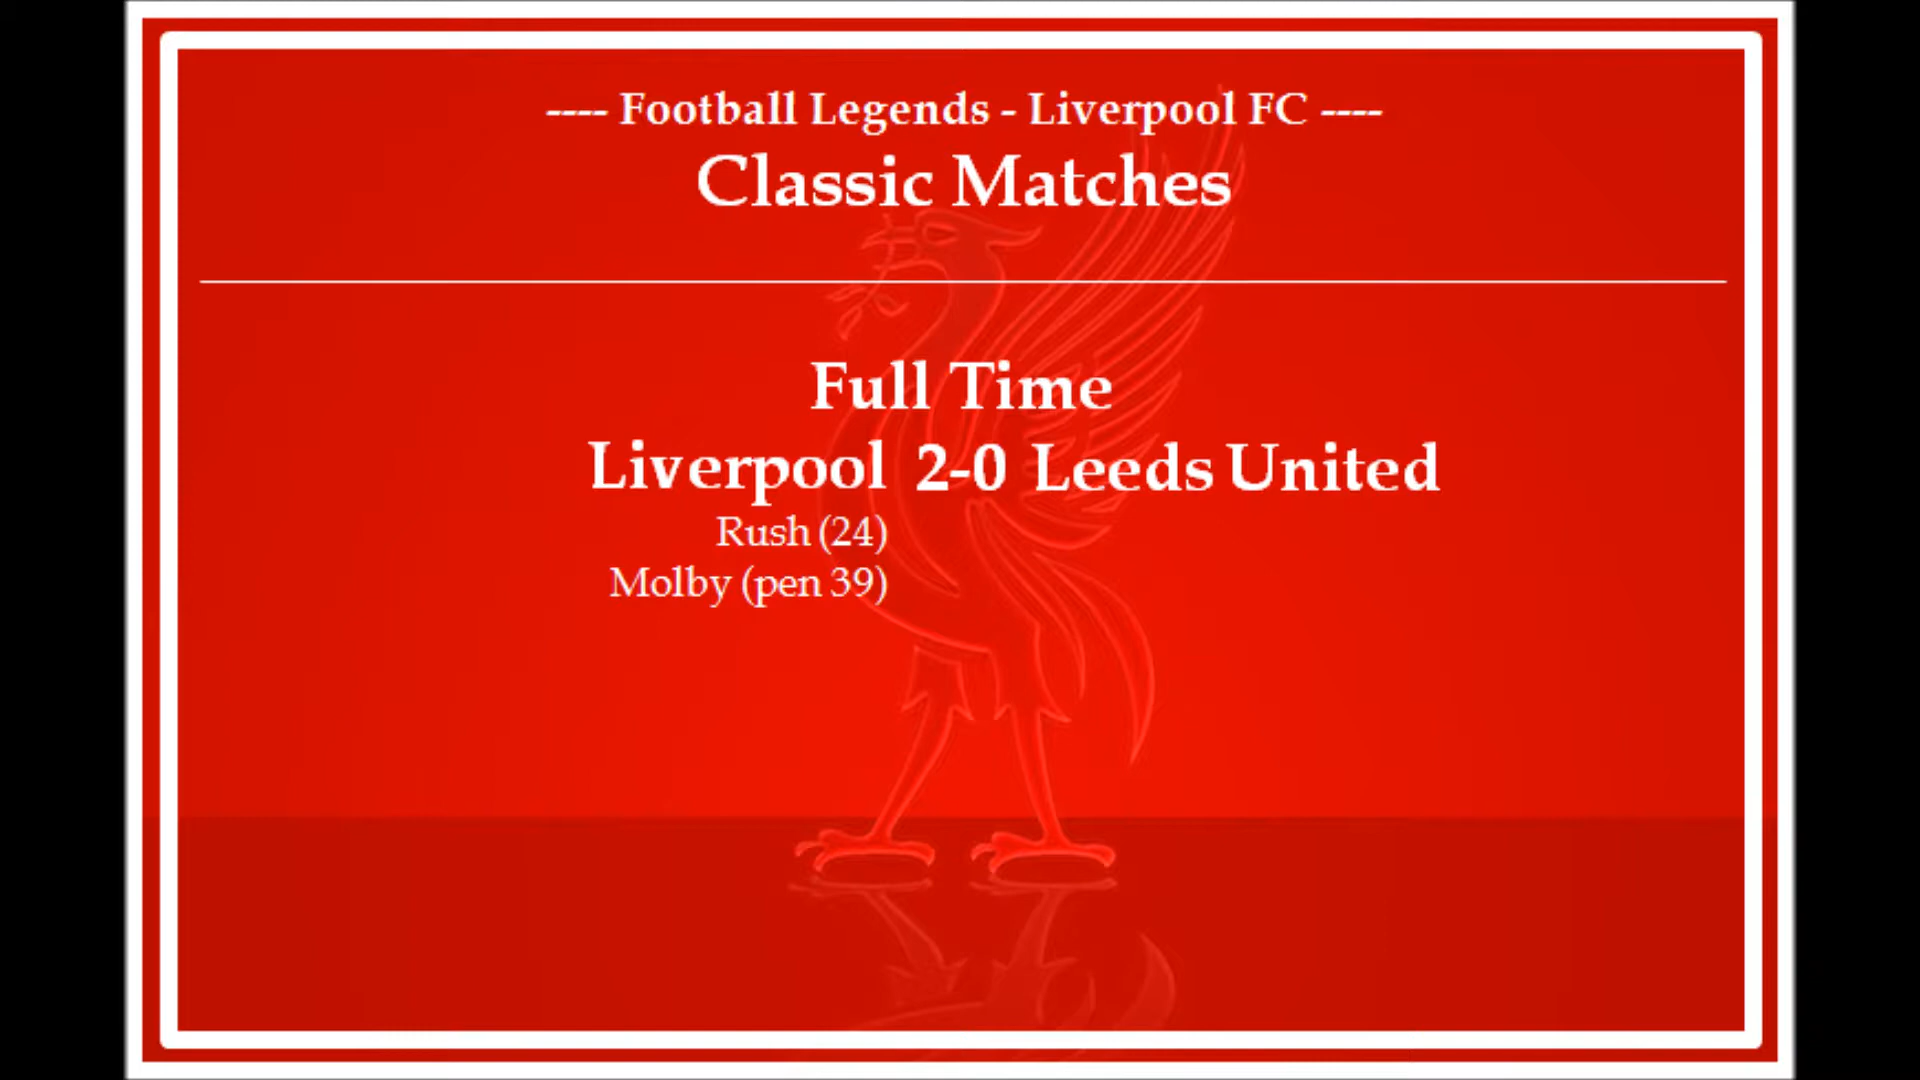 ---- Football Legends - Liverpool FC ----
Classic Matches
Full Time
Liverpool 2-0 Leeds United
Rush (24)
Molby (pen 39)